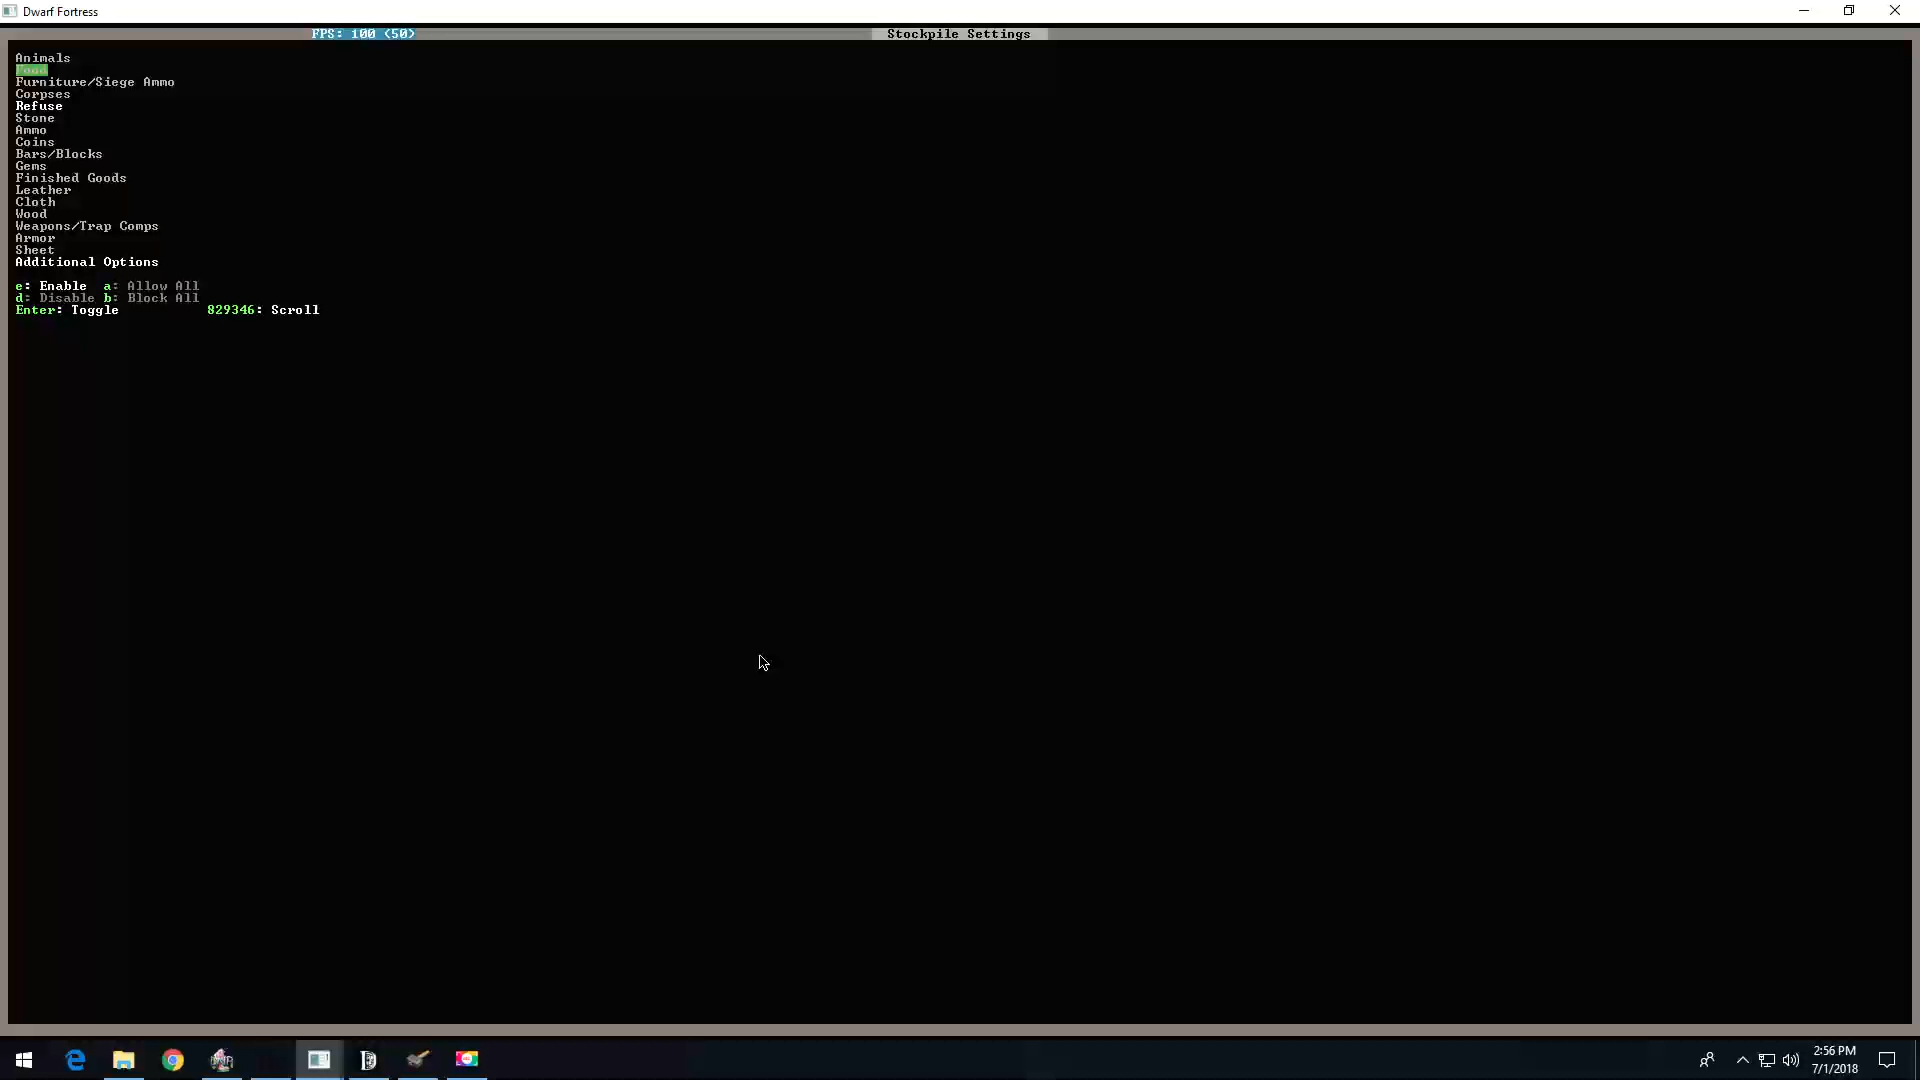 Dwarf Fortress
FPS: 100 (50)
Stockpile Settings
Animals
Food
Furniture/Siege Ammo
Corpses
Refuse
Stone
Ammo
Coins
Bars/Blocks
Gems
Finished Goods
Leather
Cloth
Wood
Weapons/Trap Comps
Armor
Sheet
Additional Options
e: Enable a: Allow All
d: Disable b: Block All
Enter: Toggle 829346: Scroll
2:56 PM
7/1/2018